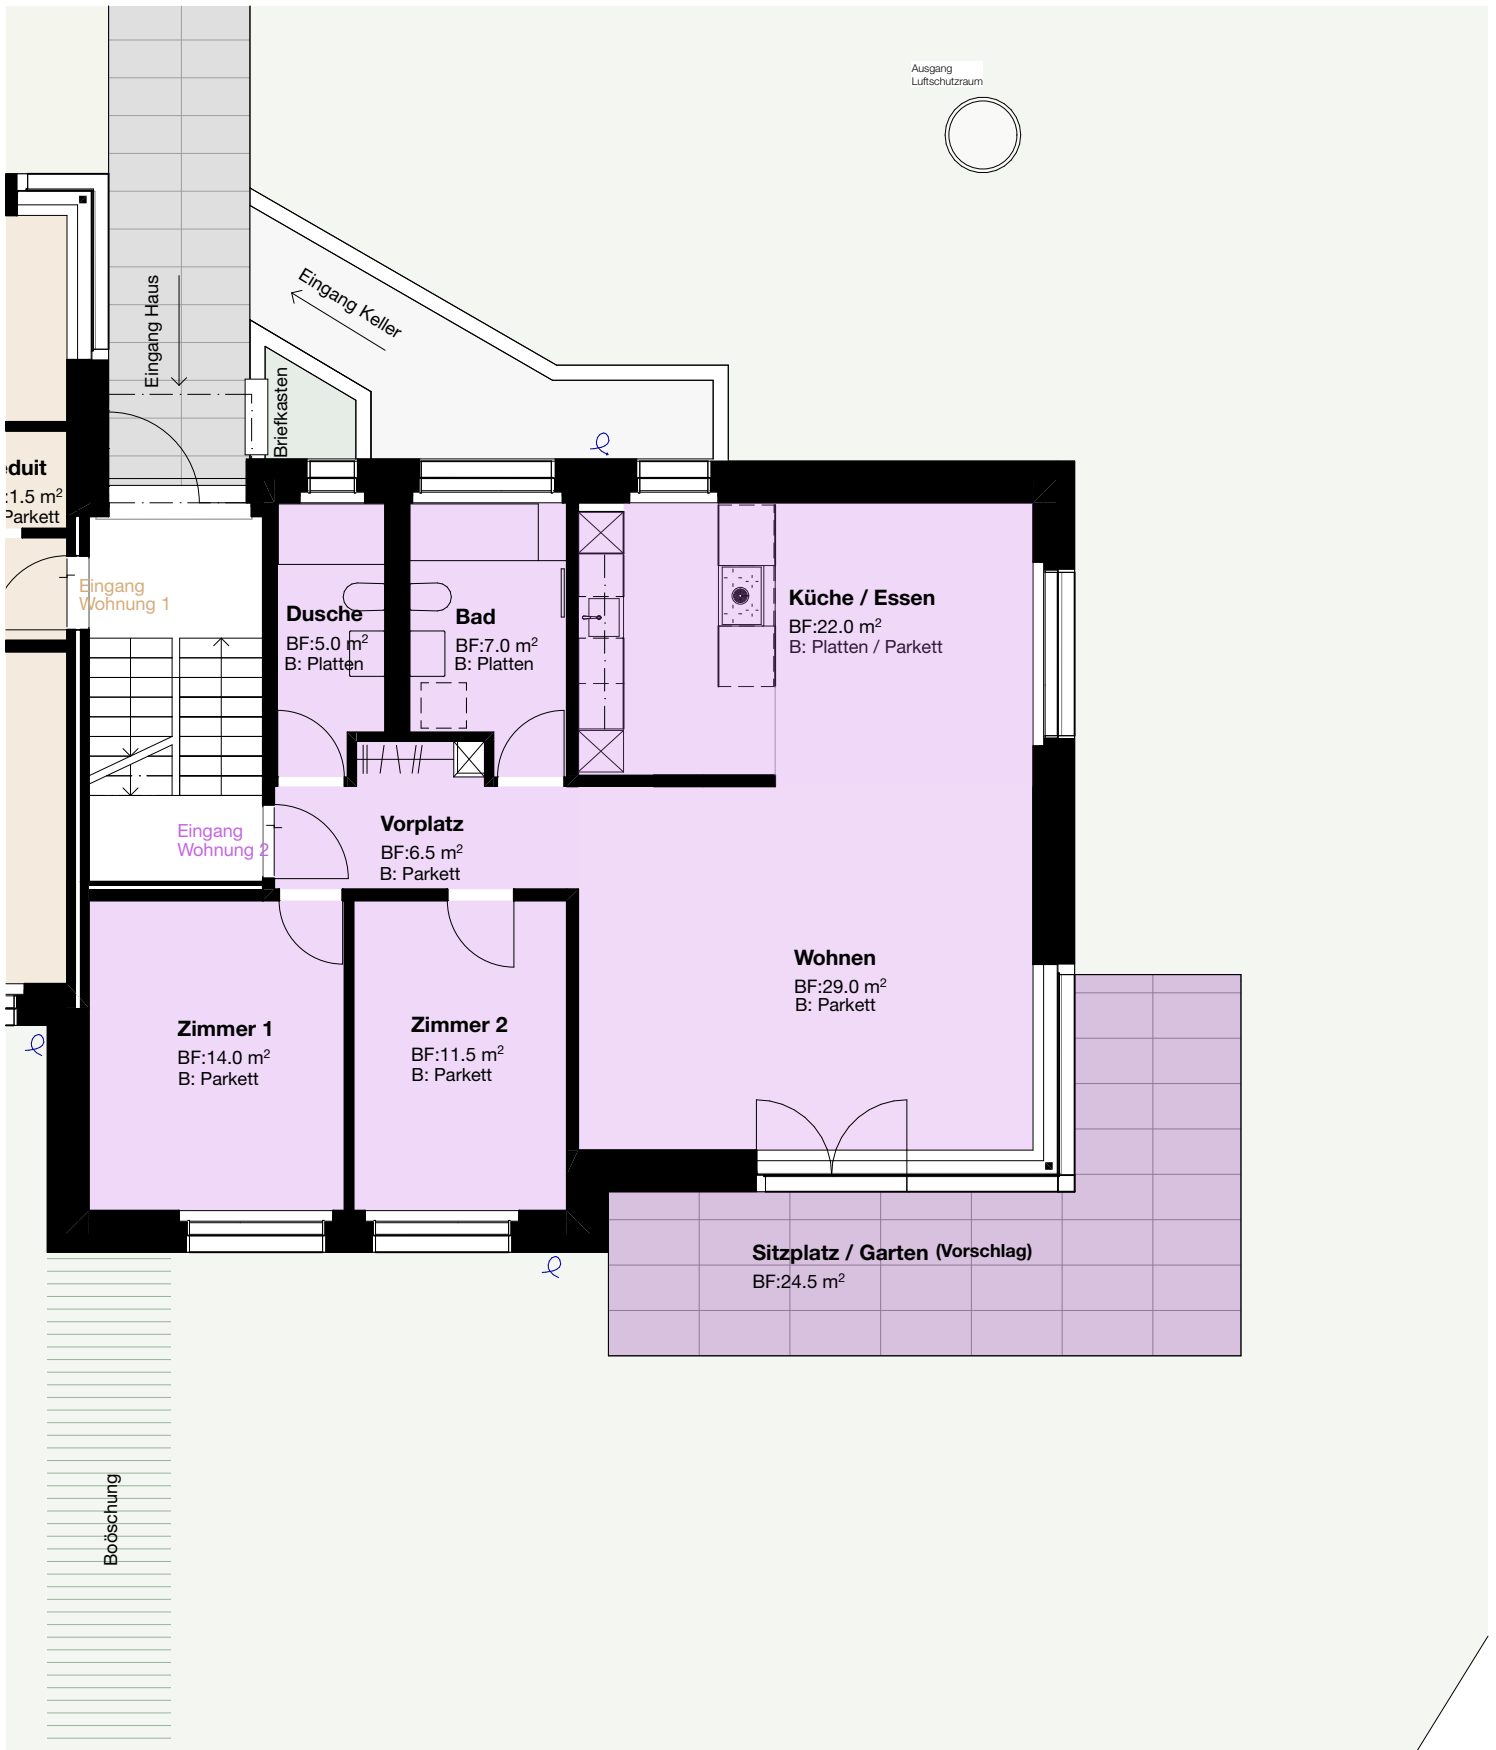 Ausgang
Luftschutzraum
Eingang Haus
Eingang Keller
Briefkasten
eduit
:1.5 m²
Parkett
Eingang
Wohnung 1
Dusche
BF:5.0 m²
B: Platten
Bad
BF:7.0 m²
B: Platten
Küche / Essen
BF:22.0 m²
B: Platten / Parkett
Eingang
Wohnung 2
Vorplatz
BF:6.5 m²
B: Parkett
Wohnen
BF:29.0 m²
B: Parkett
Zimmer 1
BF:14.0 m²
B: Parkett
Zimmer 2
BF:11.5 m²
B: Parkett
Sitzplatz / Garten (Vorschlag)
BF:24.5 m²
Boöschung